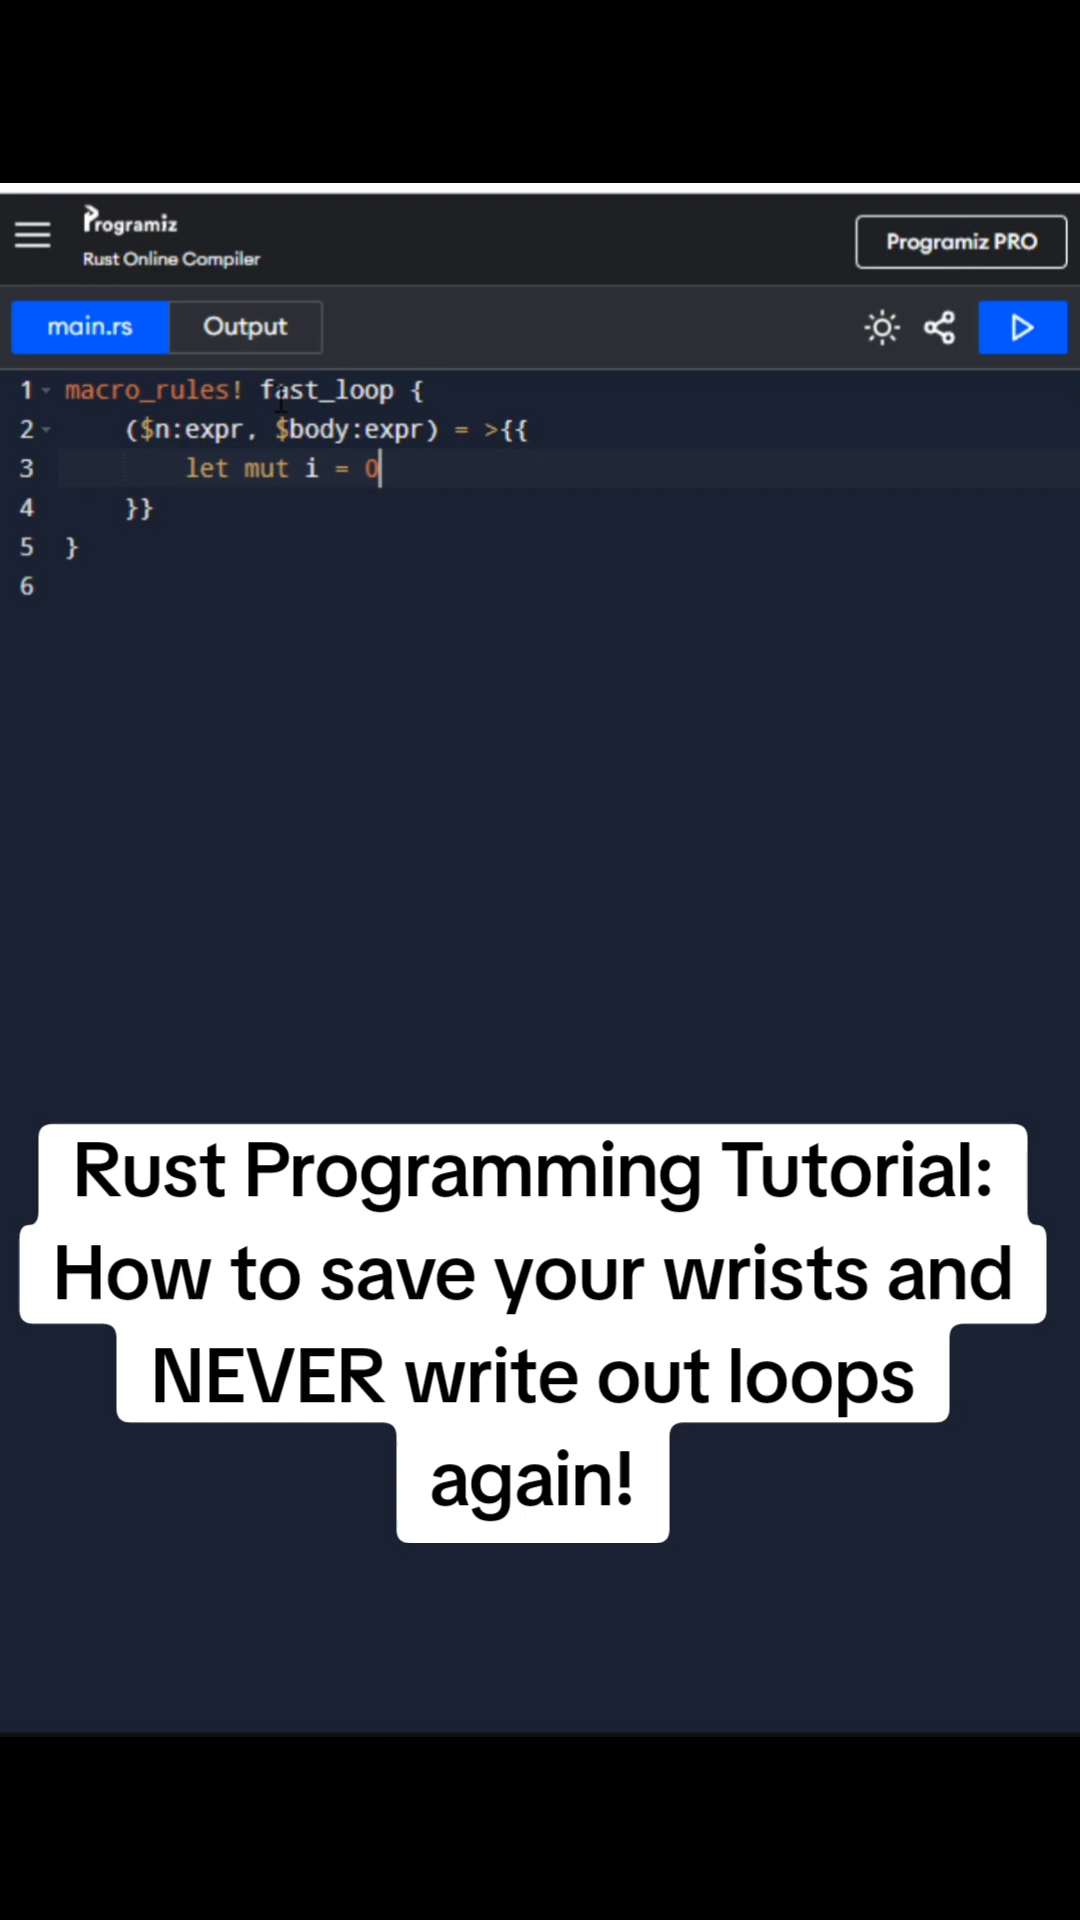 Programiz
Rust Online Compiler
Programiz PRO
main.rs
Output
1 macro_rules! fast_loop {
2 ($n:expr, $body:expr) = >{{
3 let mut i = 0
4 }}
5 }
6
Rust Programming Tutorial:
How to save your wrists and
NEVER write out loops
again!